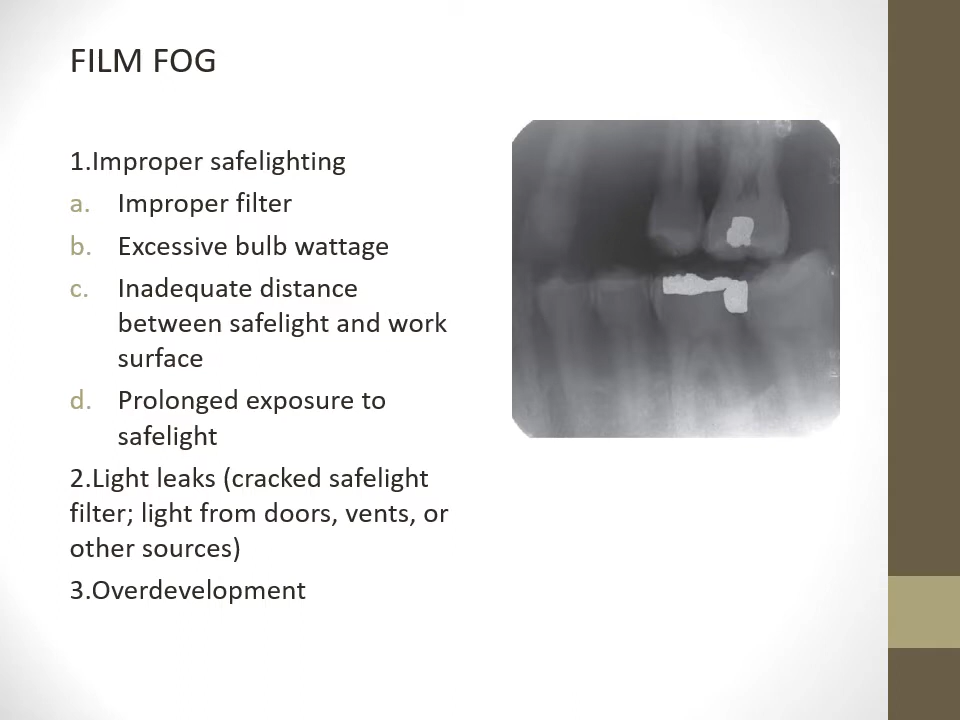 FILM FOG
1.Improper safelighting
a. Improper filter
b. Excessive bulb wattage
c. Inadequate distance
between safelight and work
surface
d. Prolonged exposure to
safelight
2.Light leaks (cracked safelight
filter; light from doors, vents, or
other sources)
3.Overdevelopment